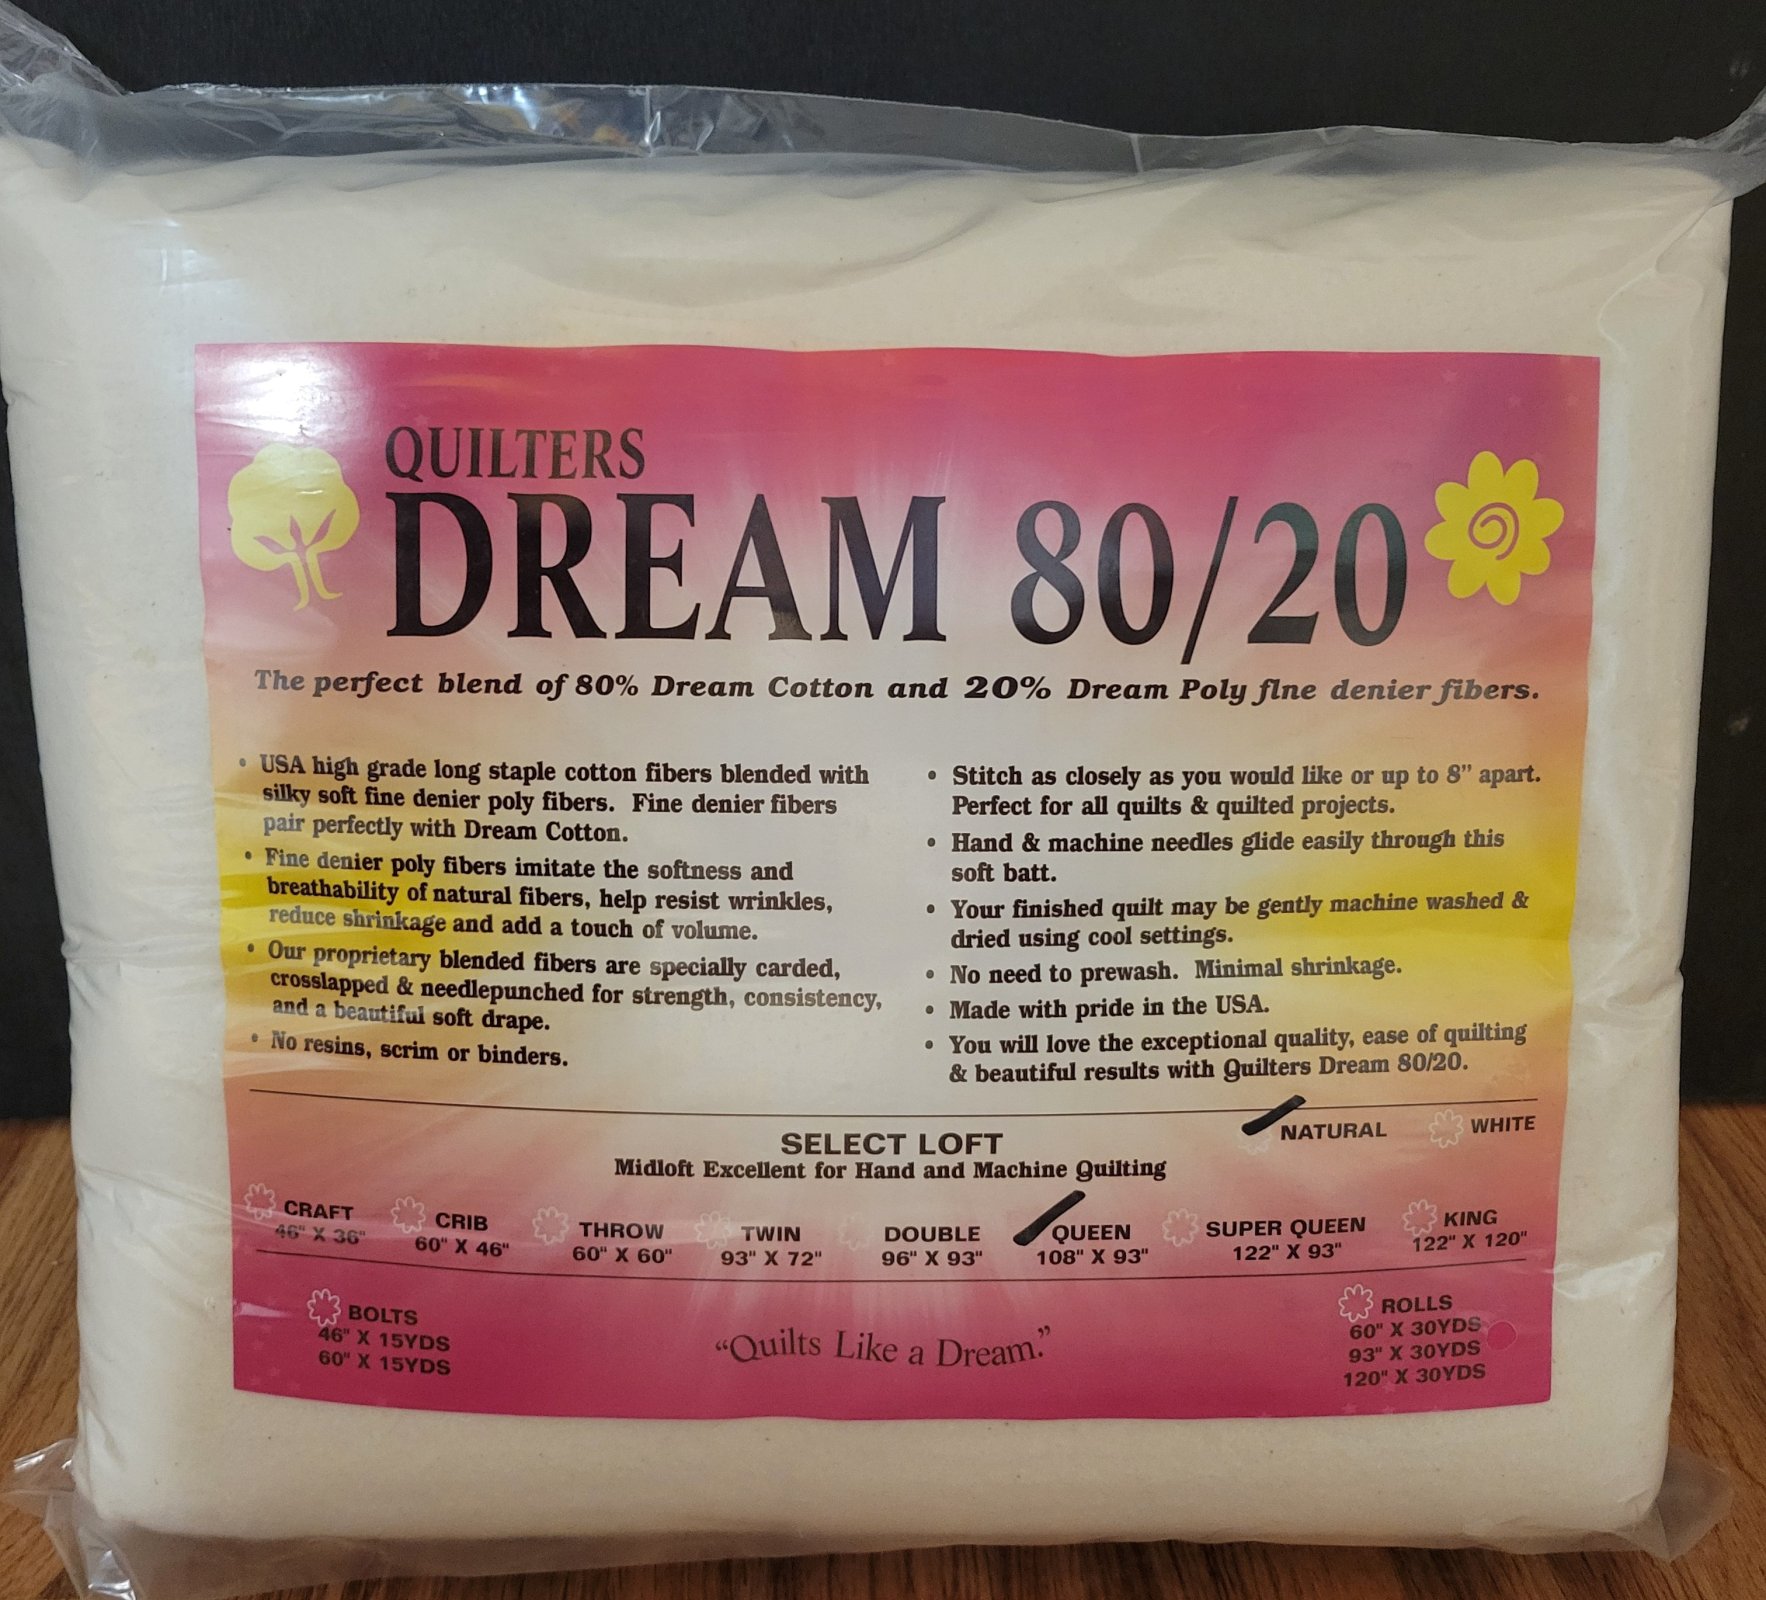 QUILTERS
DREAM 80/20
The perfect blend of 80% Dream Cotton and 20% Dream Poly fine denier fibers.
• USA high grade long staple cotton fibers blended with
silky soft fine denier poly fibers. Fine denier fibers
pair perfectly with Dream Cotton.
• Fine denier poly fibers imitate the softness and
breathability of natural fibers, help resist wrinkles,
reduce shrinkage and add a touch of volume.
• Our proprietary blended fibers are specially carded,
crosslapped & needlepunched for strength, consistency,
and a beautiful soft drape.
• No resins, scrim or binders.
• Stitch as closely as you would like or up to 8" apart.
Perfect for all quilts & quilted projects.
• Hand & machine needles glide easily through this
soft batt.
• Your finished quilt may be gently machine washed &
dried using cool settings.
• No need to prewash. Minimal shrinkage.
• Made with pride in the USA.
• You will love the exceptional quality, ease of quilting
& beautiful results with Quilters Dream 80/20.
NATURAL WHITE
SELECT LOFT
Midloft Excellent for Hand and Machine Quilting
CRAFT
46" X 36"
CRIB
60" X 46"
THROW
60" X 60"
TWIN
93" X 72"
DOUBLE
96" X 93"
QUEEN
108" X 93"
SUPER QUEEN
122" X 93"
KING
122" X 120"
BOLTS
46" X 15YDS
60" X 15YDS
"Quilts Like a Dream."
ROLLS
60" X 30YDS
93" X 30YDS
120" X 30YDS